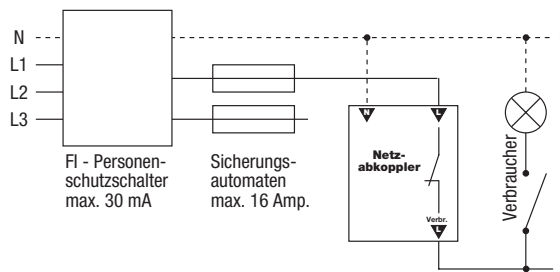 N
L1
L2
L3
FI - Personen-
schutzschalter
max. 30 mA
Sicherungs-
automaten
max. 16 Amp.
N
L
Netz-
abkoppler
Verbr.
L
Verbraucher